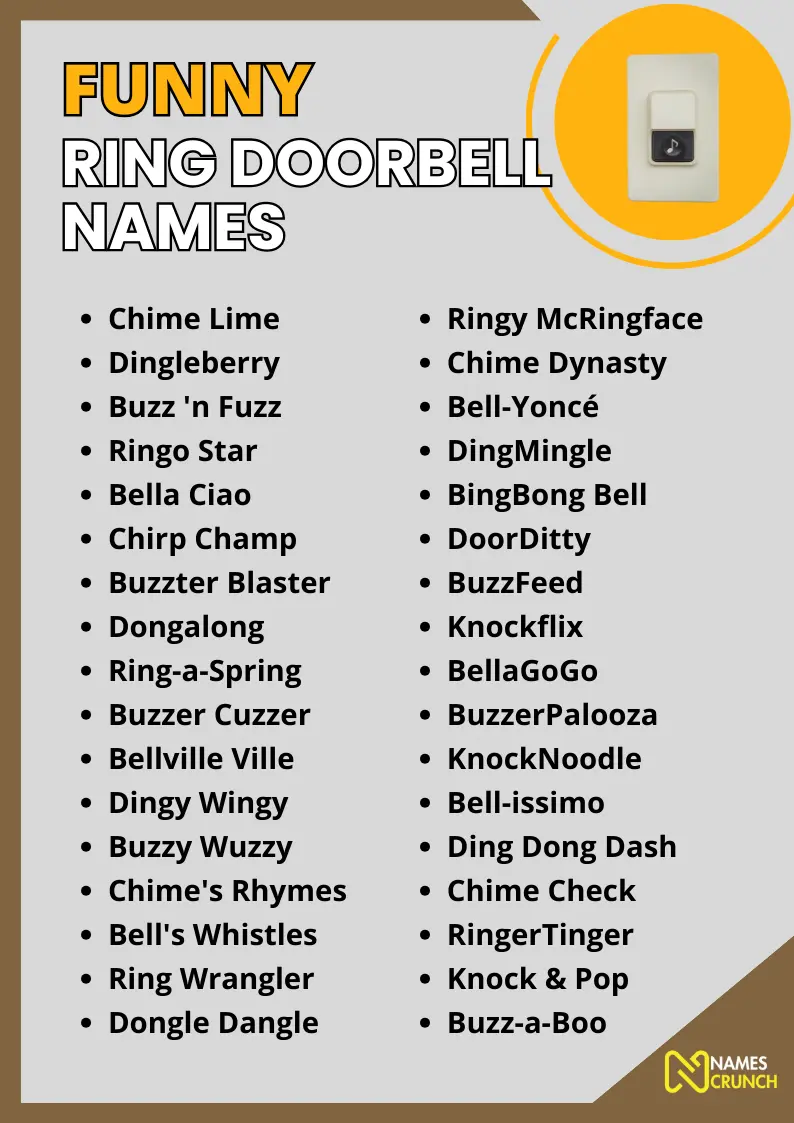 FUNNY
RING DOORBELL
NAMES
Chime Lime
Dingleberry
Buzz 'n Fuzz
Ringo Star
Bella Ciao
Chirp Champ
Buzzter Blaster
Dongalong
Ring-a-Spring
Buzzer Cuzzer
Bellville Ville
Dingy Wingy
Buzzy Wuzzy
Chime's Rhymes
Bell's Whistles
Ring Wrangler
Dongle Dangle
Ringy McRingface
Chime Dynasty
Bell-Yoncé
DingMingle
BingBong Bell
DoorDitty
BuzzFeed
Knockflix
BellaGoGo
BuzzerPalooza
KnockNoodle
Bell-issimo
Ding Dong Dash
Chime Check
RingerTinger
Knock & Pop
Buzz-a-Boo
NAMES
CRUNCH